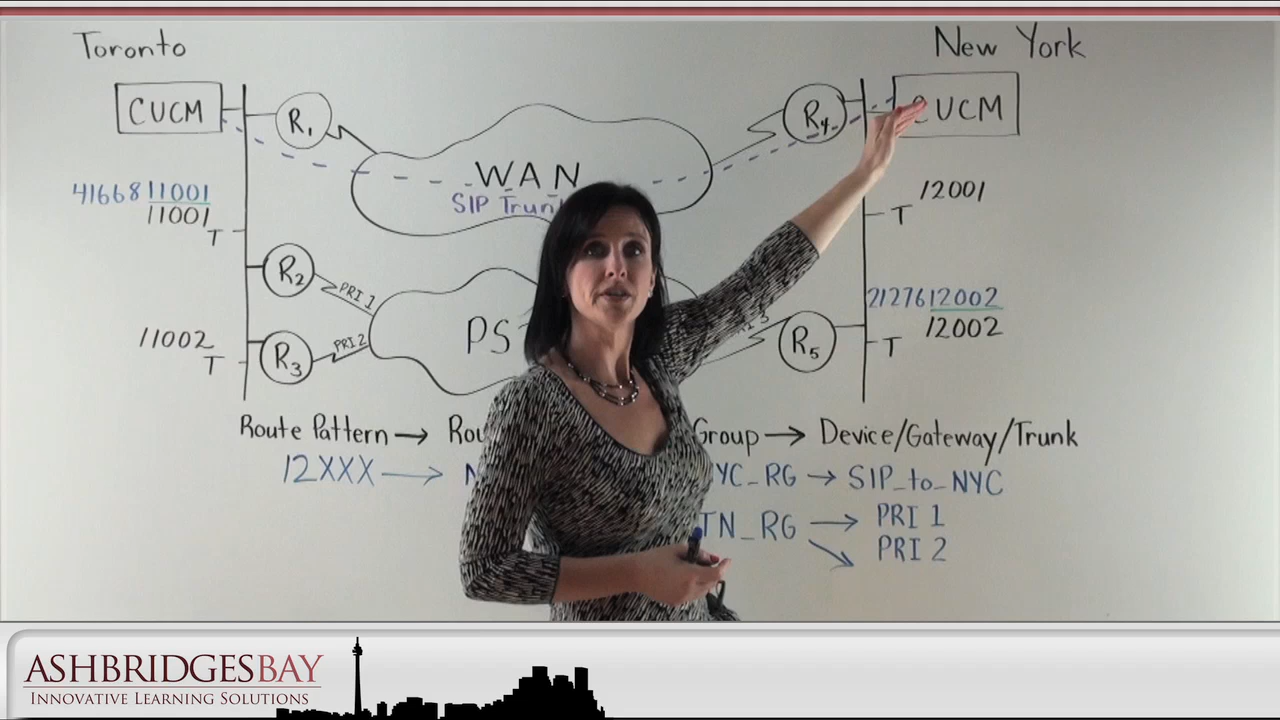 Toronto
New York
CUCM
R1
R4
CUCM
WAN
SIP Trun
4166811001
11001
T
12001
T
R2
PRI 1
PS
2127612002
12002
T
11002
T
R3
PRI 2
R5
Route Pattern → Rou Group → Device/Gateway/Trunk
12XXX → N YC_RG → SIP_to_NYC
TN_RG → PRI 1
PRI 2
ASHBRIDGESBAY
INNOVATIVE LEARNING SOLUTIONS